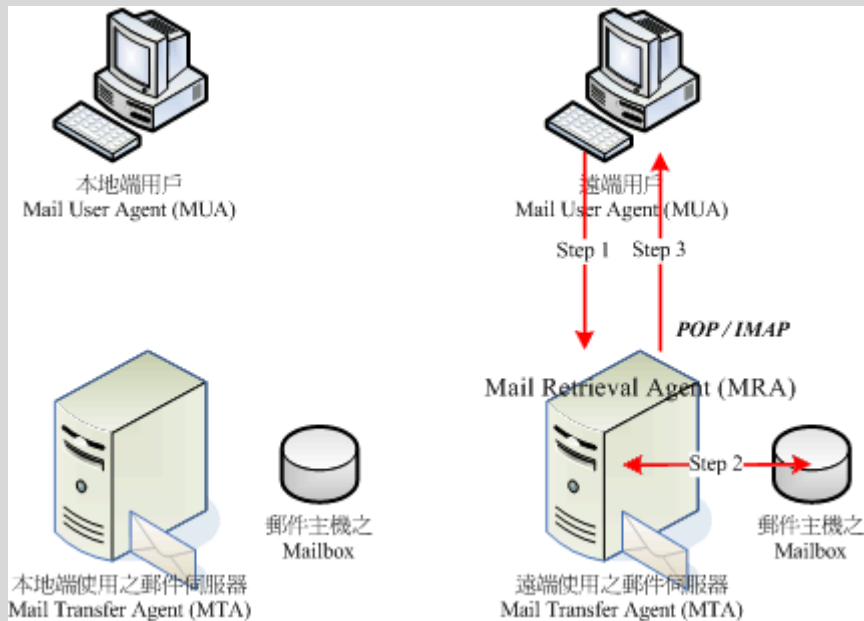 本地端用戶
Mail User Agent (MUA)
遠端用戶
Mail User Agent (MUA)
Step 1
Step 3
POP / IMAP
Mail Retrieval Agent (MRA)
Step 2
郵件主機之
Mailbox
郵件主機之
Mailbox
本地端使用之郵件伺服器
Mail Transfer Agent (MTA)
遠端使用之郵件伺服器
Mail Transfer Agent (MTA)